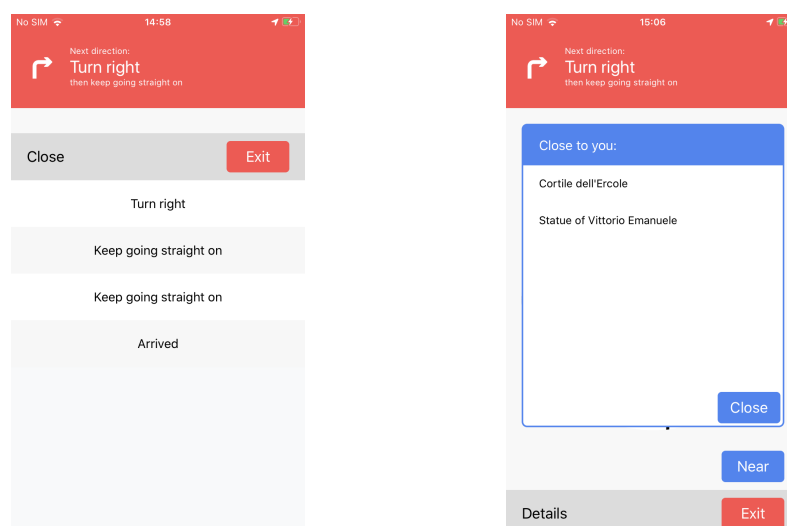 No SIM 14:58
Next direction:
Turn right
then keep going straight on
Close Exit
Turn right
Keep going straight on
Keep going straight on
Arrived
No SIM 15:06
Next direction:
Turn right
then keep going straight on
Close to you:
Cortile dell'Ercole
Statue of Vittorio Emanuele
Close
Near
Details Exit